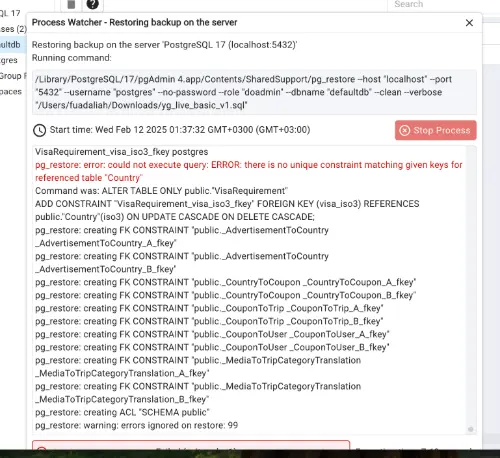 QL 17
ases (2)
aultdb
tgres
Group F
spaces
Search
Process Watcher - Restoring backup on the server
Restoring backup on the server 'PostgreSQL 17 (localhost:5432)'
Running command:
/Library/PostgreSQL/17/pgAdmin 4.app/Contents/SharedSupport/pg_restore --host "localhost" --port
"5432" --username "postgres" --no-password --role "doadmin" --dbname "defaultdb" --clean --verbose
"/Users/fuadaliah/Downloads/yg_live_basic_v1.sql"
Start time: Wed Feb 12 2025 01:37:32 GMT+0300 (GMT+03:00)
Stop Process
VisaRequirement_visa_iso3_fkey postgres
pg_restore: error: could not execute query: ERROR: there is no unique constraint matching given keys for
referenced table "Country"
Command was: ALTER TABLE ONLY public."VisaRequirement"
ADD CONSTRAINT "VisaRequirement_visa_iso3_fkey" FOREIGN KEY (visa_iso3) REFERENCES
public."Country"(iso3) ON UPDATE CASCADE ON DELETE CASCADE;
pg_restore: creating FK CONSTRAINT "public._AdvertisementToCountry
_AdvertisementToCountry_A_fkey"
pg_restore: creating FK CONSTRAINT "public._AdvertisementToCountry
_AdvertisementToCountry_B_fkey"
pg_restore: creating FK CONSTRAINT "public._CountryToCoupon _CountryToCoupon_A_fkey"
pg_restore: creating FK CONSTRAINT "public._CountryToCoupon _CountryToCoupon_B_fkey"
pg_restore: creating FK CONSTRAINT "public._CouponToTrip _CouponToTrip_A_fkey"
pg_restore: creating FK CONSTRAINT "public._CouponToTrip _CouponToTrip_B_fkey"
pg_restore: creating FK CONSTRAINT "public._CouponToUser _CouponToUser_A_fkey"
pg_restore: creating FK CONSTRAINT "public._CouponToUser _CouponToUser_B_fkey"
pg_restore: creating FK CONSTRAINT "public._MediaToTripCategoryTranslation
_MediaToTripCategoryTranslation_A_fkey"
pg_restore: creating FK CONSTRAINT "public._MediaToTripCategoryTranslation
_MediaToTripCategoryTranslation_B_fkey"
pg_restore: creating ACL "SCHEMA public"
pg_restore: warning: errors ignored on restore: 99